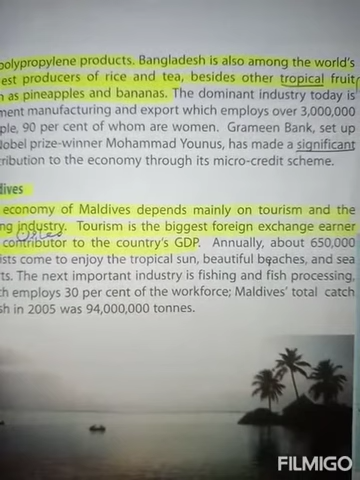 polypropylene products. Bangladesh is also among the world's
est producers of rice and tea, besides other tropical fruit
n as pineapples and bananas. The dominant industry today is
ment manufacturing and export which employs over 3,000,000
ple, 90 per cent of whom are women. Grameen Bank, set up
Nobel prize-winner Mohammad Younus, has made a significant
tribution to the economy through its micro-credit scheme.
dives
economy of Maldives depends mainly on tourism and the
ng industry. Tourism is the biggest foreign exchange earner
contributor to the country's GDP. Annually, about 650,000
ists come to enjoy the tropical sun, beautiful beaches, and sea
ts. The next important industry is fishing and fish processing,
ch employs 30 per cent of the workforce; Maldives' total catch
sh in 2005 was 94,000,000 tonnes.
FILMIGO